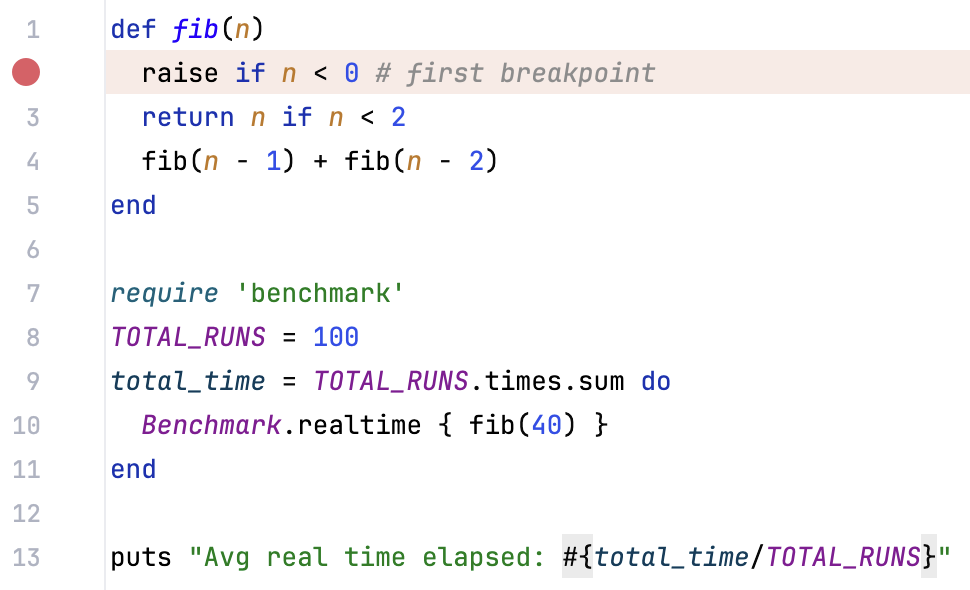 1 def fib(n)
    raise if n < 0 # first breakpoint
3   return n if n < 2
4   fib(n - 1) + fib(n - 2)
5 end
6
7 require 'benchmark'
8 TOTAL_RUNS = 100
9 total_time = TOTAL_RUNS.times.sum do
10   Benchmark.realtime { fib(40) }
11 end
12
13 puts "Avg real time elapsed: #{total_time/TOTAL_RUNS}"